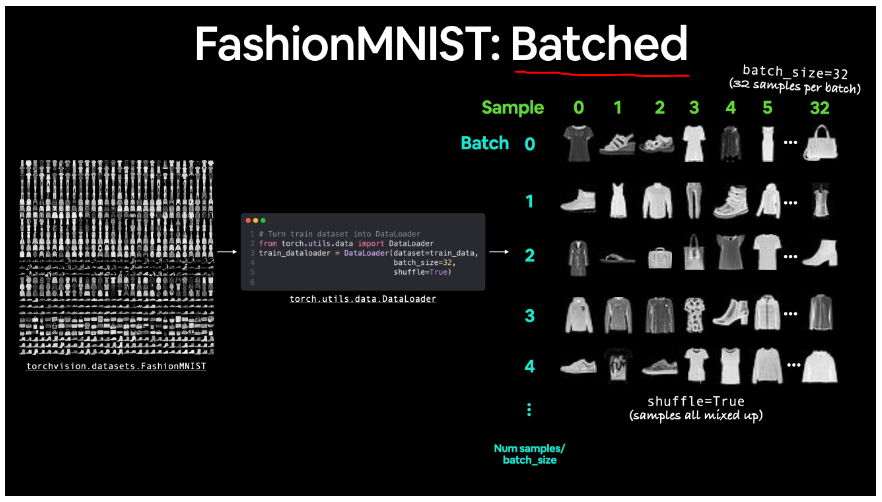 FashionMNIST: Batched
batch_size=32
(32 samples per batch)
Sample 0 1 2 3 4 5 32
Batch 0
...
1
...
2
...
3
...
4
...
⋮
Num samples/
batch_size
shuffle=True
(samples all mixed up)
torchvision.datasets.FashionMNIST
1 # Turn train dataset into DataLoader
2 from torch.utils.data import DataLoader
3 train_dataloader = DataLoader(dataset=train_data,
4 batch_size=32,
5 shuffle=True)
6
torch.utils.data.DataLoader